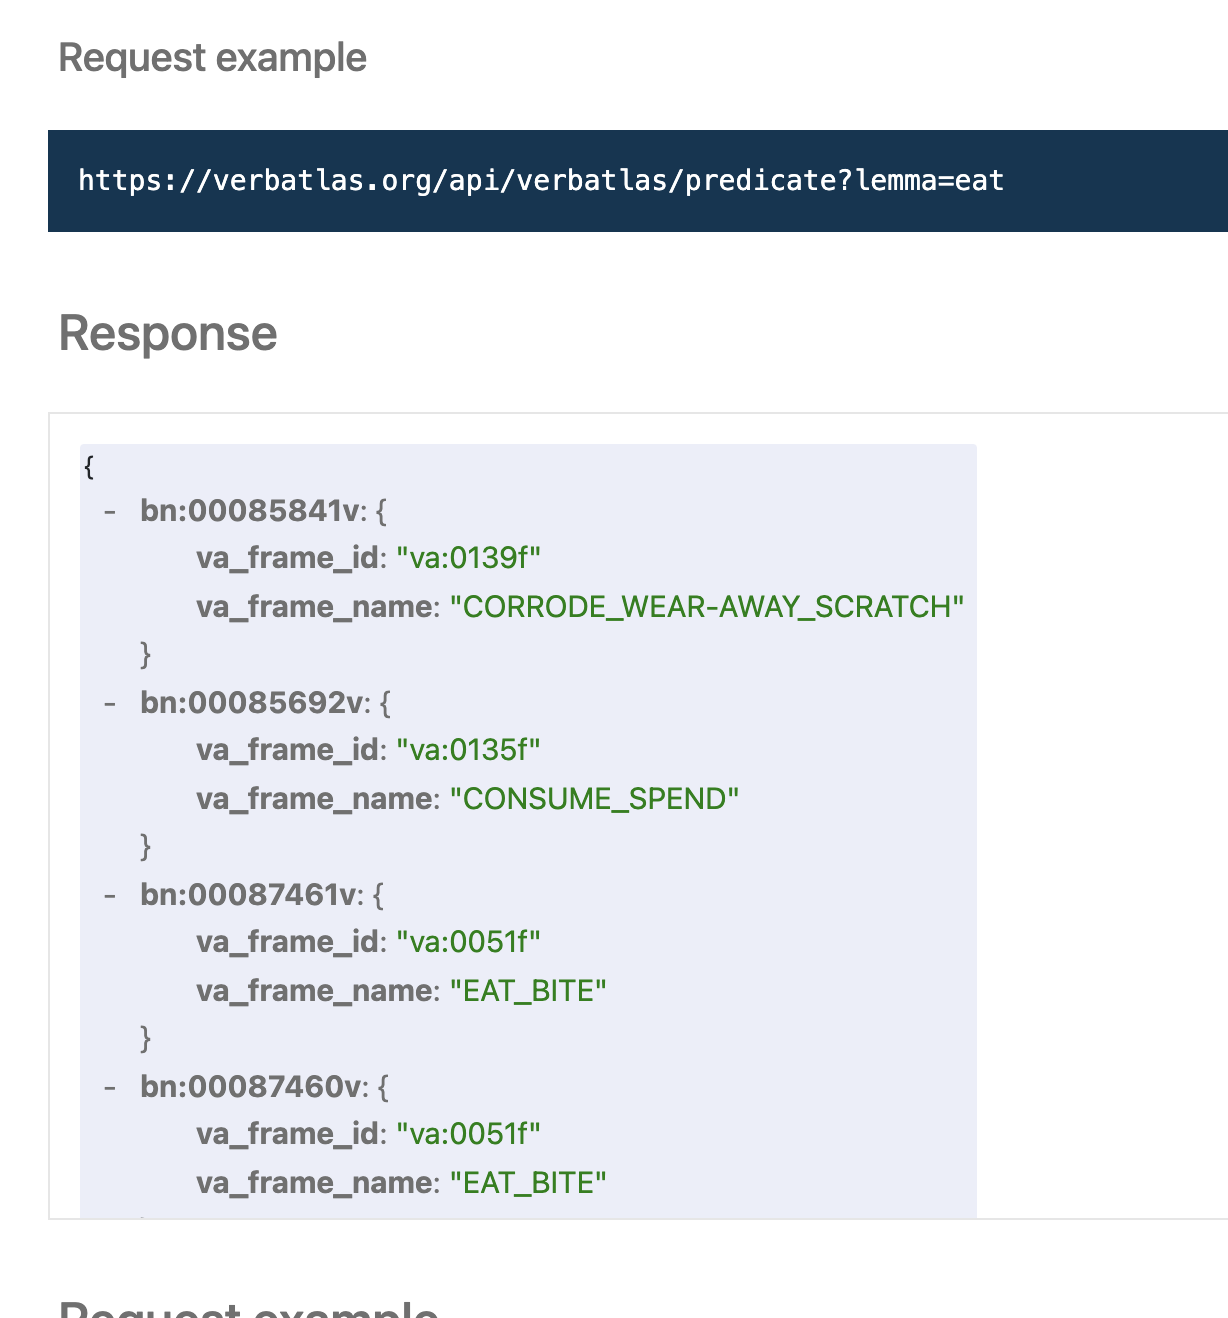 Request example
https://verbatlas.org/api/verbatlas/predicate?lemma=eat
Response
{
- bn:00085841v: {
va_frame_id: "va:0139f"
va_frame_name: "CORRODE_WEAR-AWAY_SCRATCH"
}
- bn:00085692v: {
va_frame_id: "va:0135f"
va_frame_name: "CONSUME_SPEND"
}
- bn:00087461v: {
va_frame_id: "va:0051f"
va_frame_name: "EAT_BITE"
}
- bn:00087460v: {
va_frame_id: "va:0051f"
va_frame_name: "EAT_BITE"
Request example